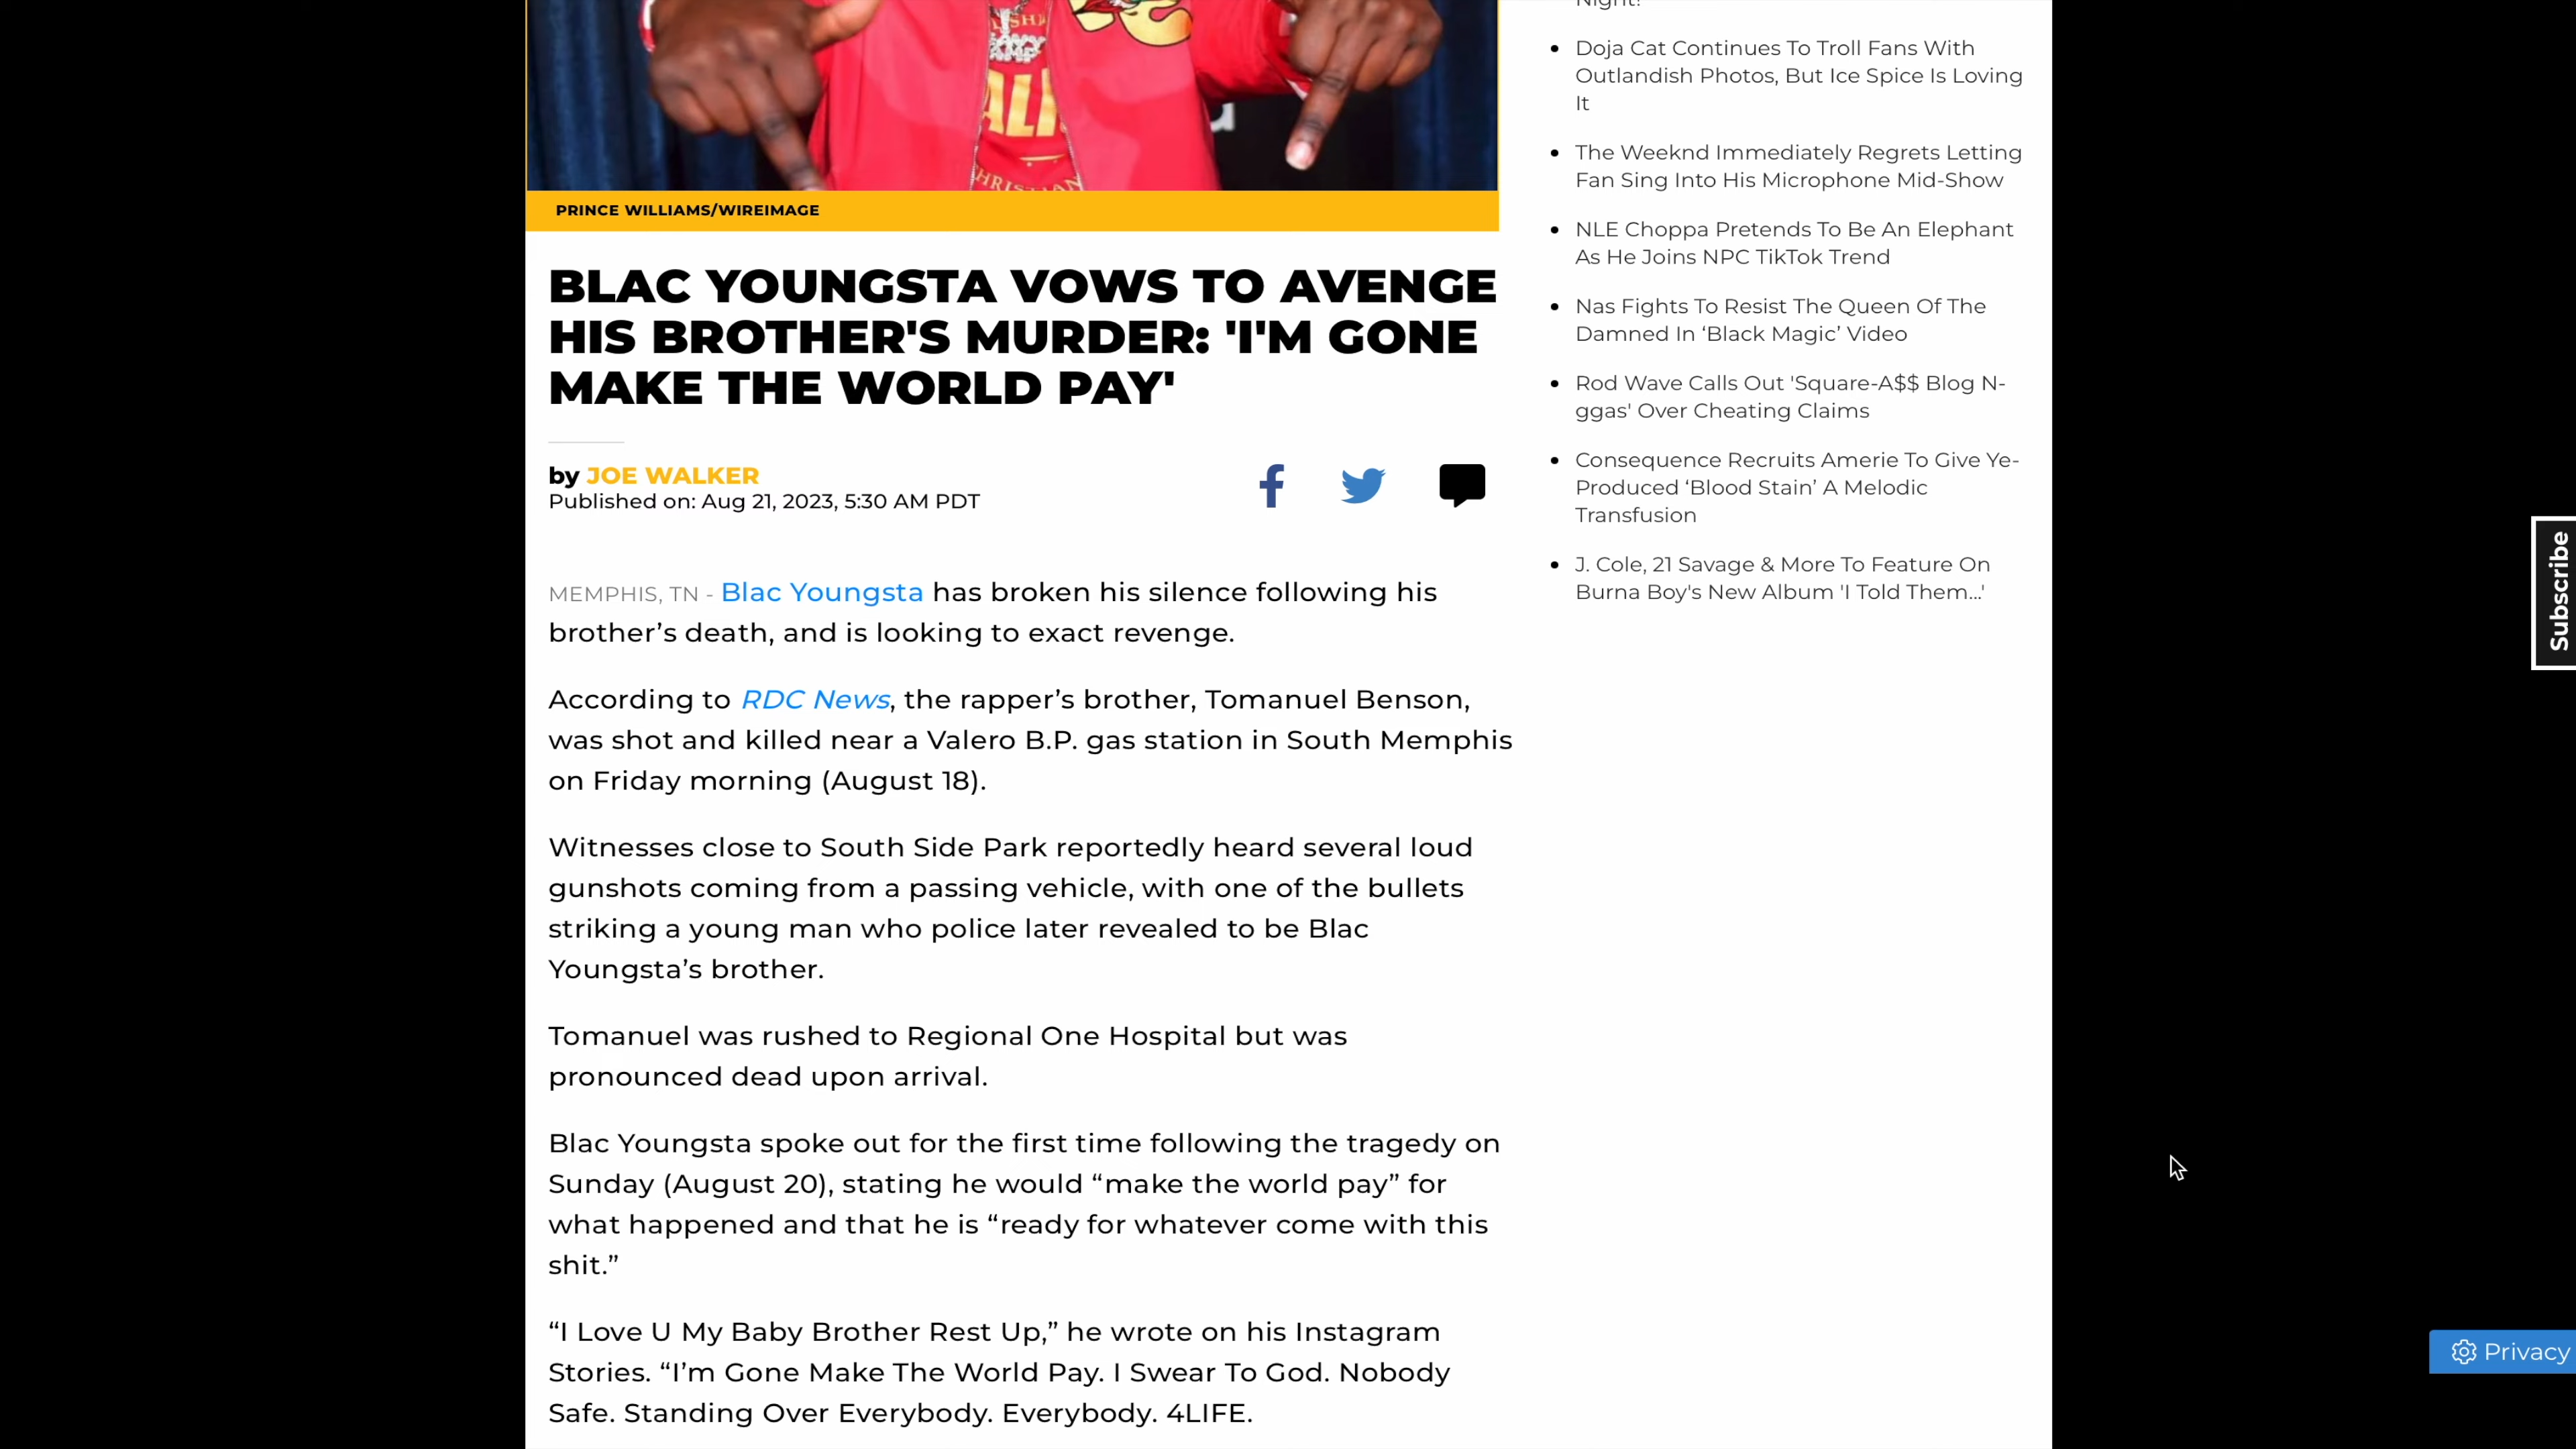 ALI
HRISTIAN
PRINCE WILLIAMS/WIREIMAGE
BLAC YOUNGSTA VOWS TO AVENGE
HIS BROTHER'S MURDER: 'I'M GONE
MAKE THE WORLD PAY'
by JOE WALKER
Published on: Aug 21, 2023, 5:30 AM PDT
MEMPHIS, TN - Blac Youngsta has broken his silence following his
brother’s death, and is looking to exact revenge.
According to RDC News, the rapper’s brother, Tomanuel Benson,
was shot and killed near a Valero B.P. gas station in South Memphis
on Friday morning (August 18).
Witnesses close to South Side Park reportedly heard several loud
gunshots coming from a passing vehicle, with one of the bullets
striking a young man who police later revealed to be Blac
Youngsta’s brother.
Tomanuel was rushed to Regional One Hospital but was
pronounced dead upon arrival.
Blac Youngsta spoke out for the first time following the tragedy on
Sunday (August 20), stating he would “make the world pay” for
what happened and that he is “ready for whatever come with this
shit.”
“I Love U My Baby Brother Rest Up,” he wrote on his Instagram
Stories. “I’m Gone Make The World Pay. I Swear To God. Nobody
Safe. Standing Over Everybody. Everybody. 4LIFE.
Night!
Doja Cat Continues To Troll Fans With
Outlandish Photos, But Ice Spice Is Loving
It
The Weeknd Immediately Regrets Letting
Fan Sing Into His Microphone Mid-Show
NLE Choppa Pretends To Be An Elephant
As He Joins NPC TikTok Trend
Nas Fights To Resist The Queen Of The
Damned In ‘Black Magic’ Video
Rod Wave Calls Out 'Square-A$$ Blog N-
ggas' Over Cheating Claims
Consequence Recruits Amerie To Give Ye-
Produced ‘Blood Stain’ A Melodic
Transfusion
J. Cole, 21 Savage & More To Feature On
Burna Boy's New Album 'I Told Them...'
Subscribe
Privacy